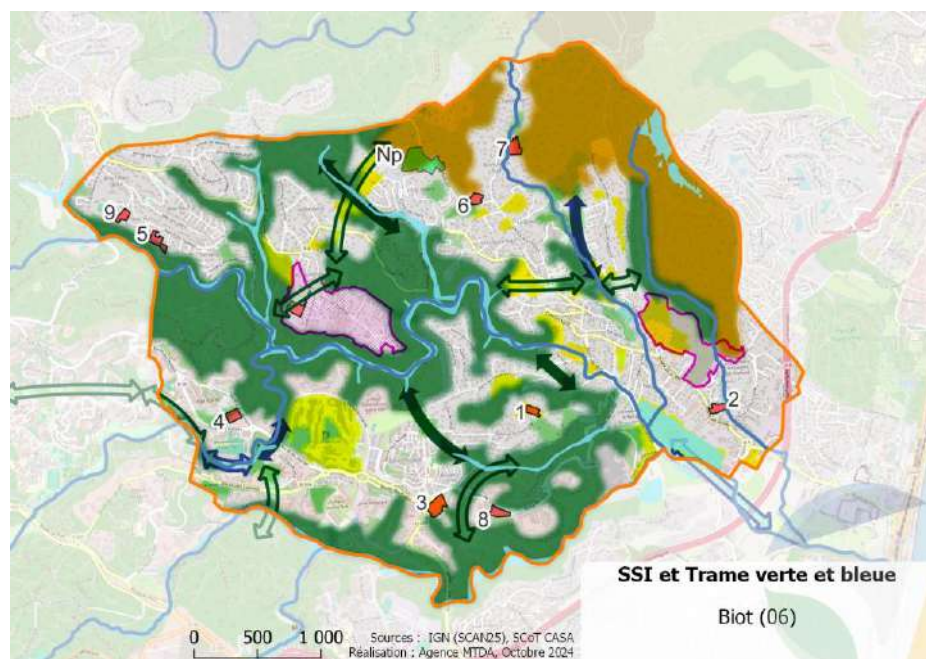 Np
7
6
9
5
1
2
4
3
8
SSI et Trame verte et bleue
Biot (06)
0 500 1 000
Sources : IGN (SCAN25), SCoT CASA
Réalisation : Agence MTDA, Octobre 2024